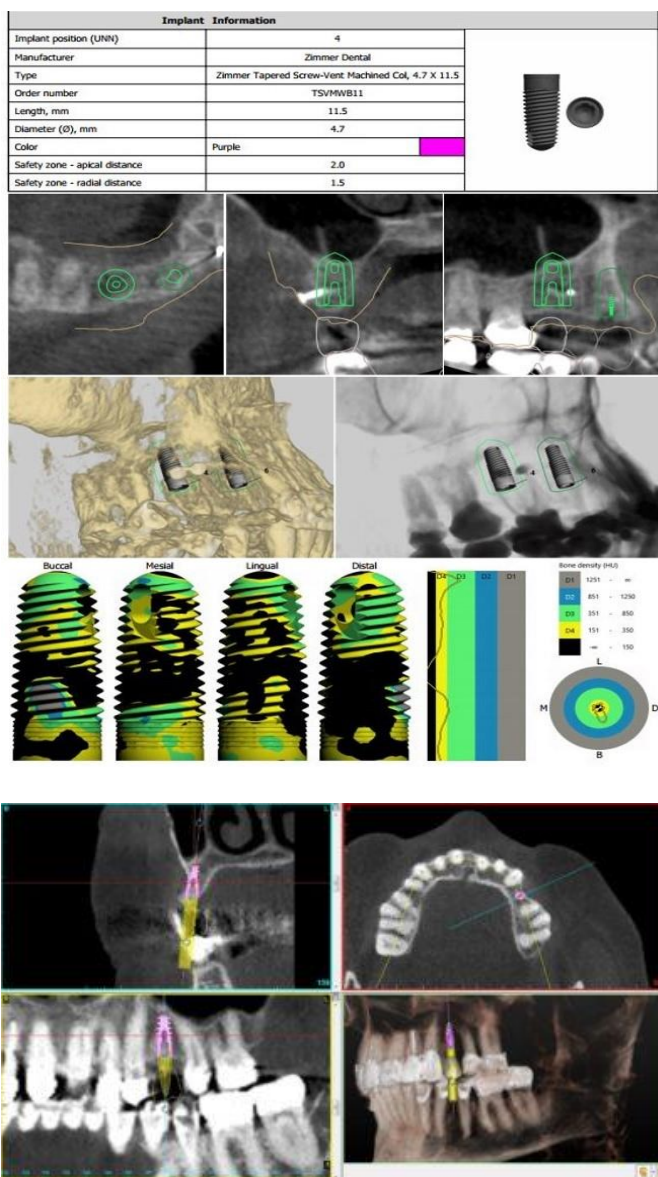 Implant Information
Implant position (UNN) 4
Manufacturer Zimmer Dental
Type Zimmer Tapered Screw-Vent Machined Col, 4.7 X 11.5
Order number TSVMWB11
Length, mm 11.5
Diameter (Ø), mm 4.7
Color Purple
Safety zone - apical distance 2.0
Safety zone - radial distance 1.5
4 6
4 6
Buccal Mesial Lingual Distal
D4 D3 D2 D1
Bone density (HU)
D1 1251 - ∞
D2 851 - 1250
D3 351 - 850
D4 151 - 350
-∞ - 150
L
M D
B